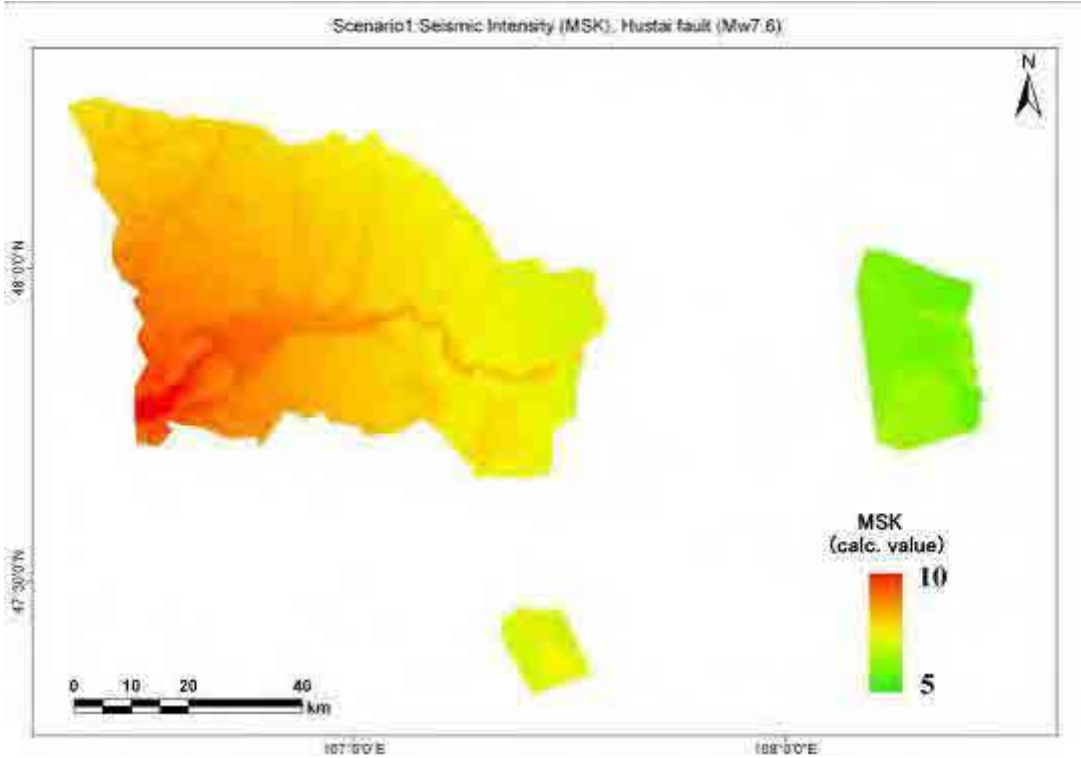 Scenario1 Seismic Intensity (MSK), Hustai fault (Mw7.6)
N
48°0'0"N
47°30'0"N
MSK
(calc. value)
10
5
0 10 20 40
km
107°0'0"E
108°0'0"E